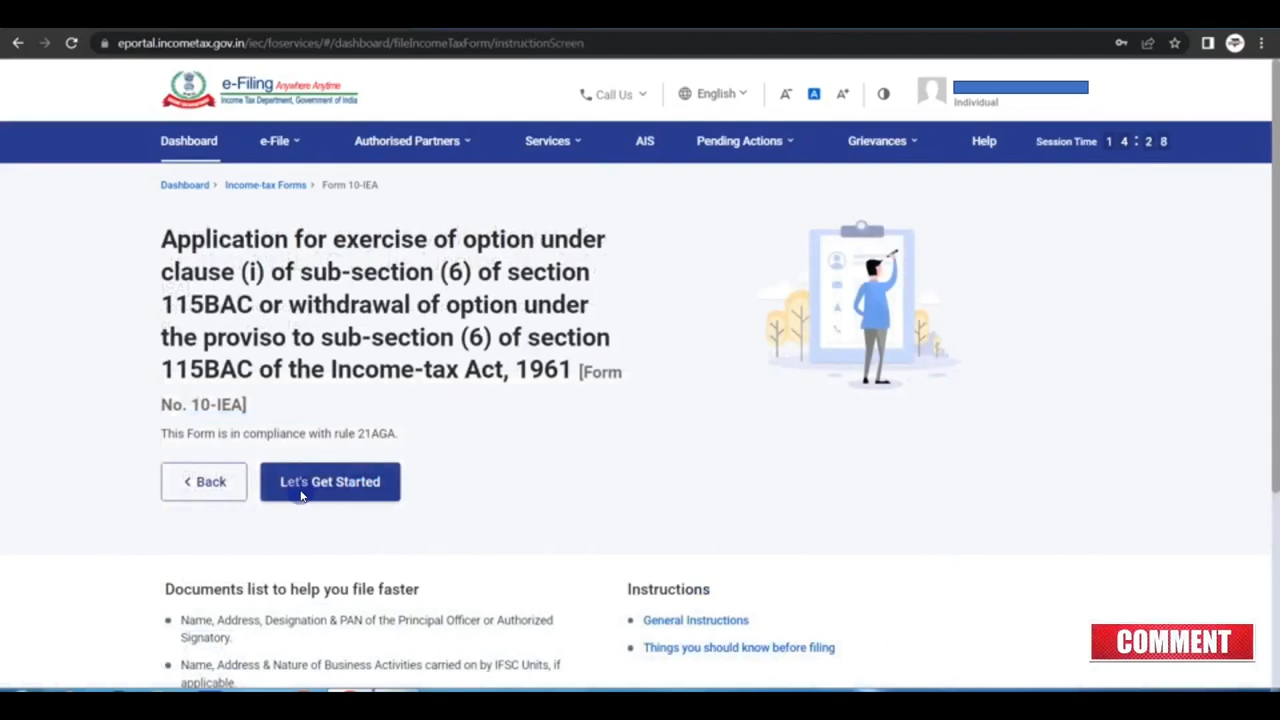 eportal.incometax.gov.in/iec/foservices/#/dashboard/fileIncomeTaxForm/instructionScreen
e-Filing Anywhere Anytime
Income Tax Department, Government of India
Call Us
English
A-
A
A+
Individual
Dashboard e-File Authorised Partners Services AIS Pending Actions Grievances Help Session Time 1 4 : 2 8
Dashboard > Income-tax Forms > Form 10-IEA
Application for exercise of option under
clause (i) of sub-section (6) of section
115BAC or withdrawal of option under
the proviso to sub-section (6) of section
115BAC of the Income-tax Act, 1961 [Form
No. 10-IEA]
This Form is in compliance with rule 21AGA.
< Back
Let's Get Started
Documents list to help you file faster
Name, Address, Designation & PAN of the Principal Officer or Authorized
Signatory.
Name, Address & Nature of Business Activities carried on by IFSC Units, if
applicable
Instructions
General Instructions
Things you should know before filing
COMMENT